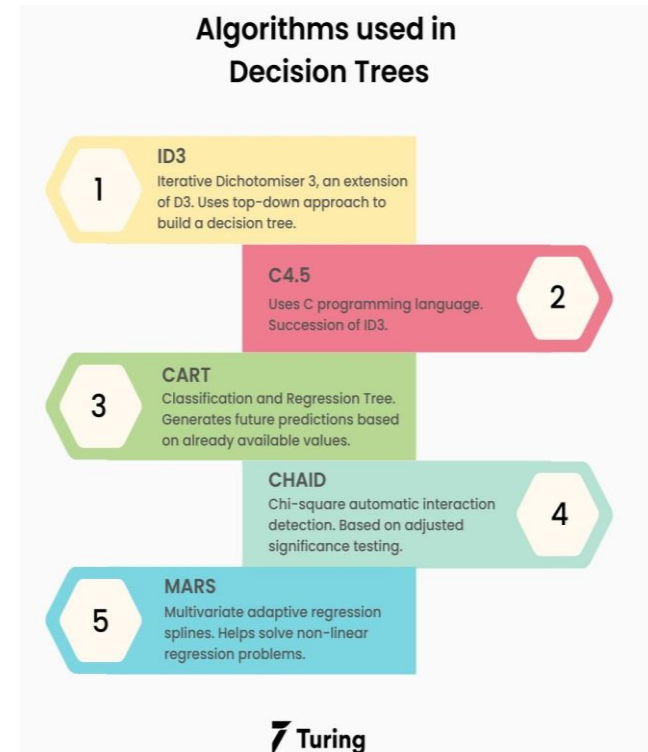 Algorithms used in
Decision Trees
1
ID3
Iterative Dichotomiser 3, an extension
of D3. Uses top-down approach to
build a decision tree.
C4.5
Uses C programming language.
Succession of ID3.
2
3
CART
Classification and Regression Tree.
Generates future predictions based
on already available values.
CHAID
Chi-square automatic interaction
detection. Based on adjusted
significance testing.
4
5
MARS
Multivariate adaptive regression
splines. Helps solve non-linear
regression problems.
Turing